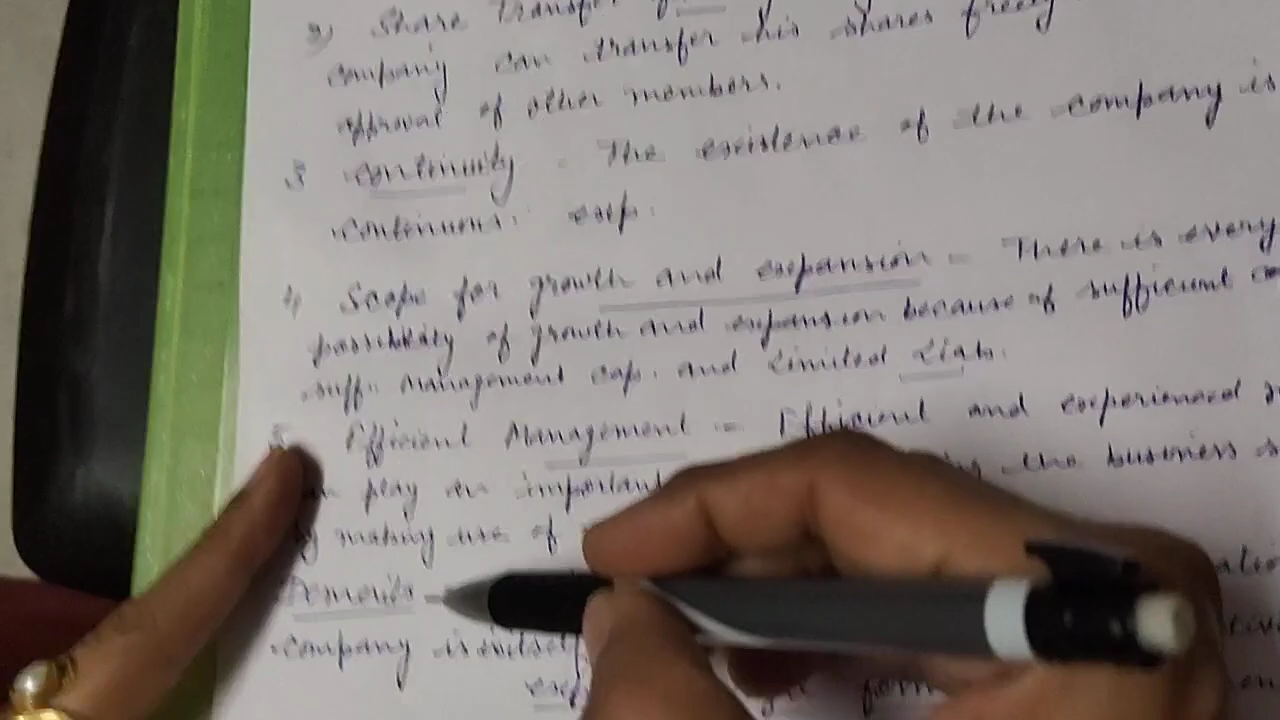 Share Transfer
company can transfer his shares freely
approval of other members.
3 continuity - The existence of the company is
continuous. exp.
4, Scope for growth and expansion = There is every
possibility of growth and expansion because of sufficient
suff. management cap. and limited Liab.
5 Efficient Management = Efficient and experienced
play an important the business
making use of
Demerits -
company is itself
exp